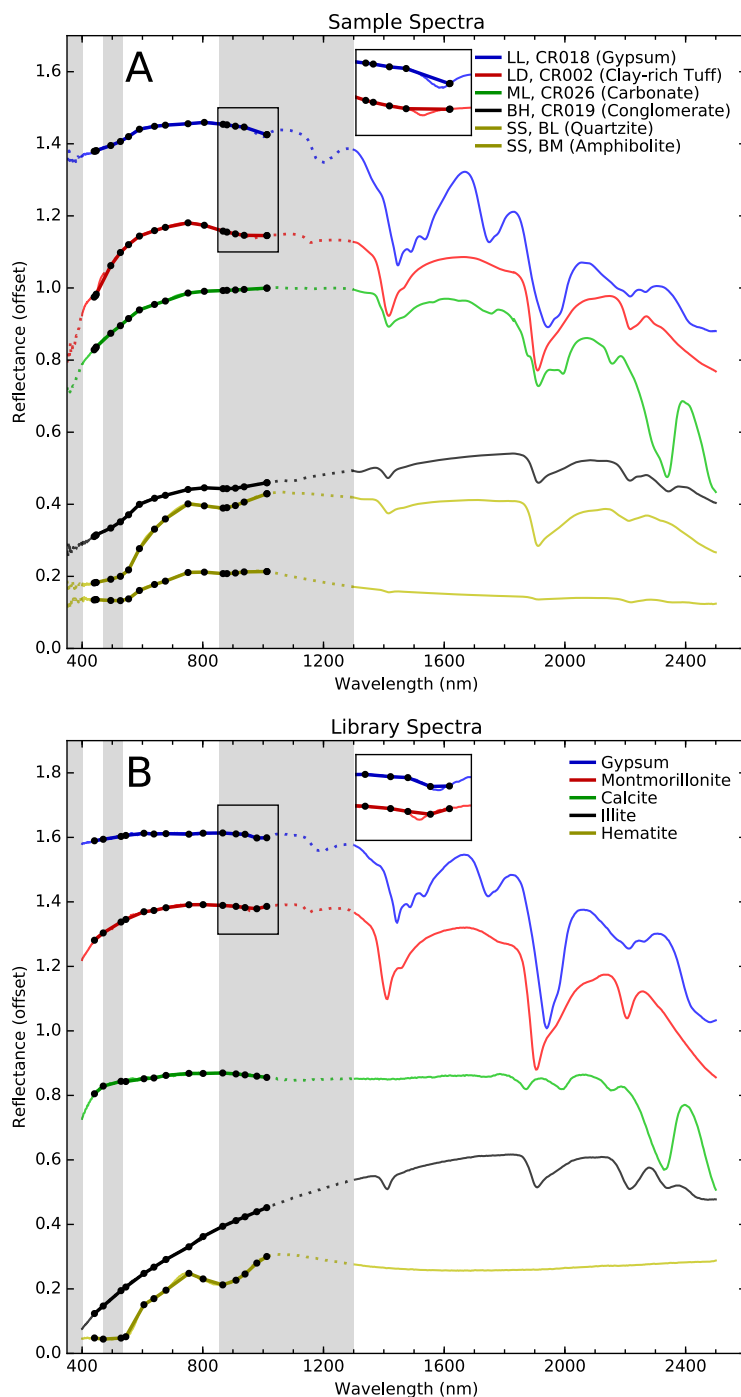 Sample Spectra
A
LL, CR018 (Gypsum)
LD, CR002 (Clay-rich Tuff)
ML, CR026 (Carbonate)
BH, CR019 (Conglomerate)
SS, BL (Quartzite)
SS, BM (Amphibolite)
Reflectance (offset)
1.6
1.4
1.2
1.0
0.8
0.6
0.4
0.2
0.0
400 800 1200 1600 2000 2400
Wavelength (nm)
Library Spectra
B
Gypsum
Montmorillonite
Calcite
Illite
Hematite
Reflectance (offset)
1.8
1.6
1.4
1.2
1.0
0.8
0.6
0.4
0.2
0.0
400 800 1200 1600 2000 2400
Wavelength (nm)